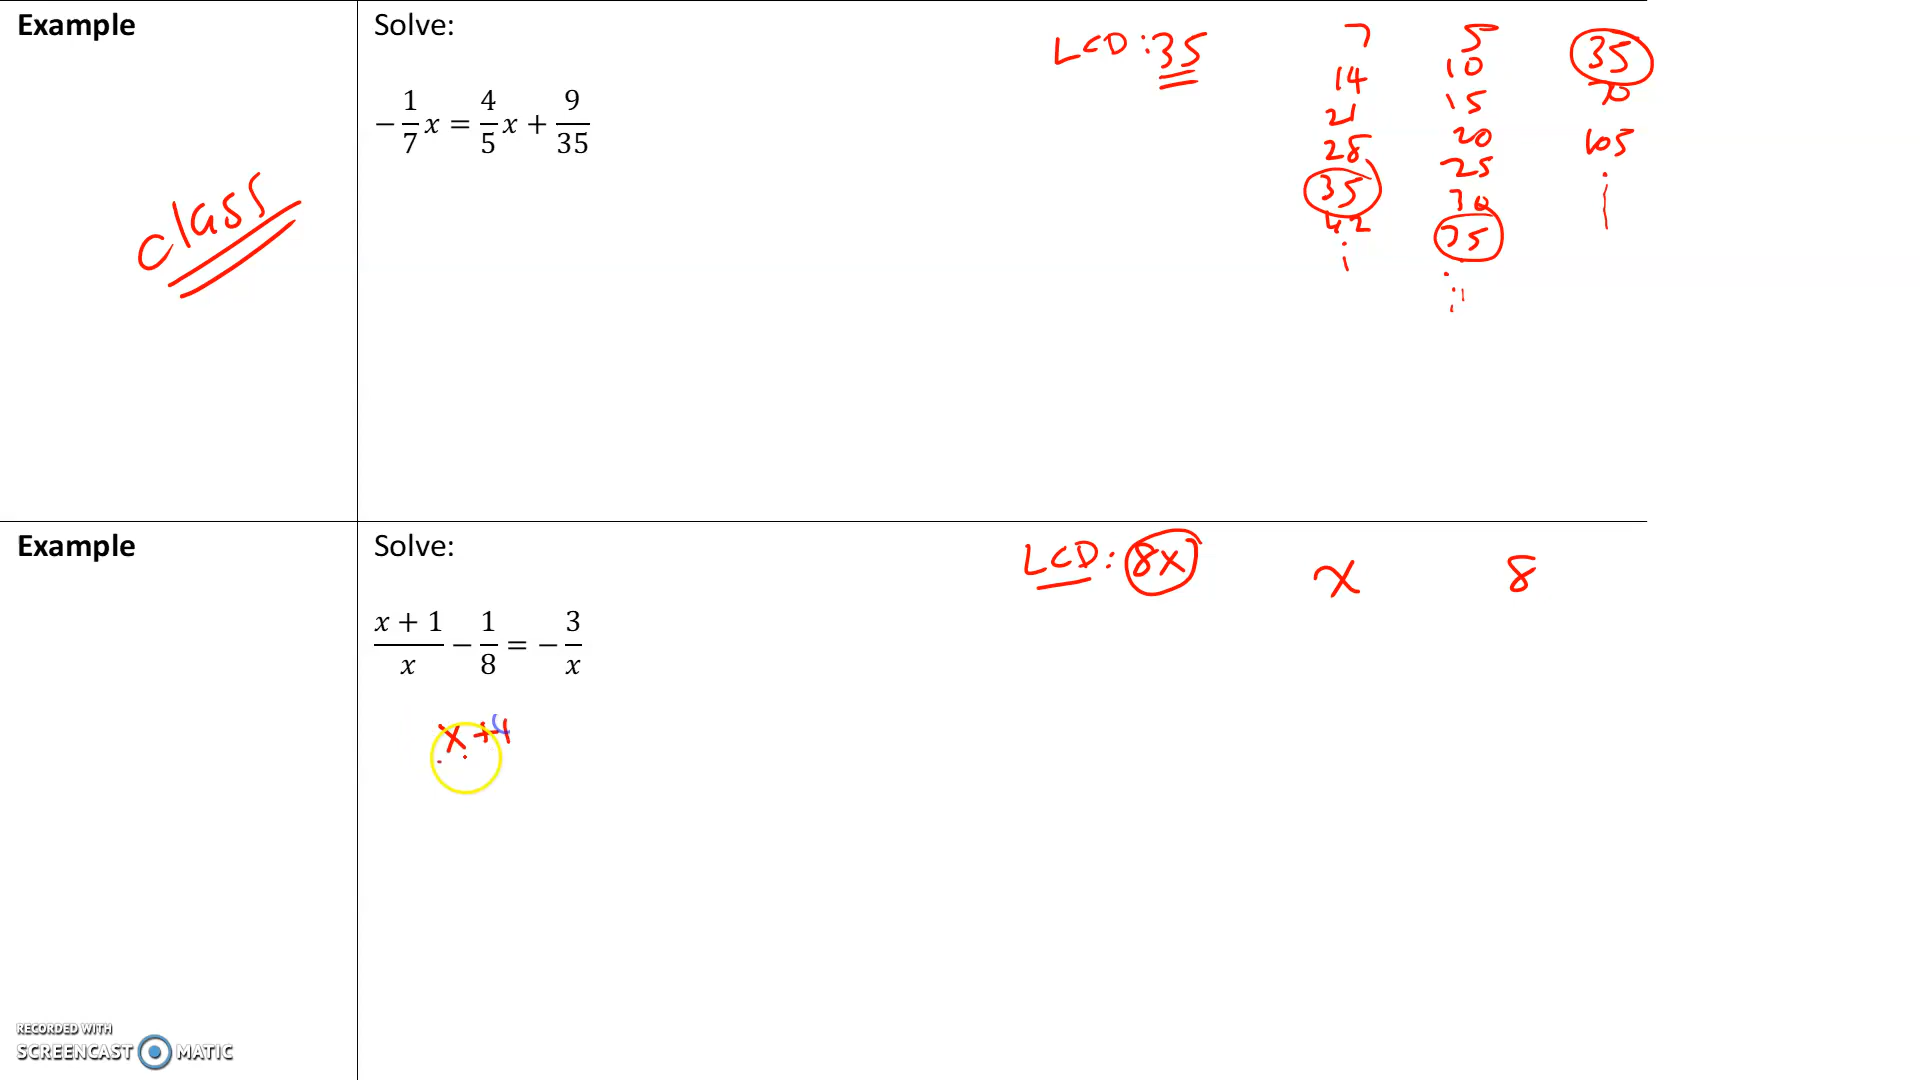 Example
Solve:
LCD: 35
7
14
21
28
35
42
5
10
15
20
25
30
35
35
70
105
−1/7 x = 4/5 x + 9/35
class
Example
Solve:
LCD: 8x
x
8
(x + 1)/x − 1/8 = −3/x
x +
RECORDED WITH
SCREENCAST MATIC